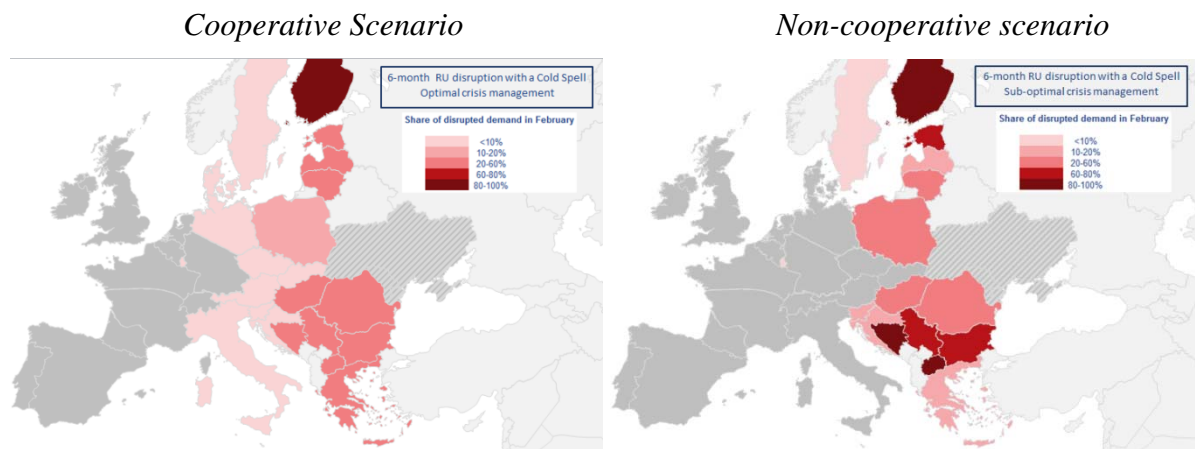 Cooperative Scenario
Non-cooperative scenario
6-month RU disruption with a Cold Spell
Optimal crisis management
Share of disrupted demand in February
<10%
10-20%
20-60%
60-80%
80-100%
6-month RU disruption with a Cold Spell
Sub-optimal crisis management
Share of disrupted demand in February
<10%
10-20%
20-60%
60-80%
80-100%